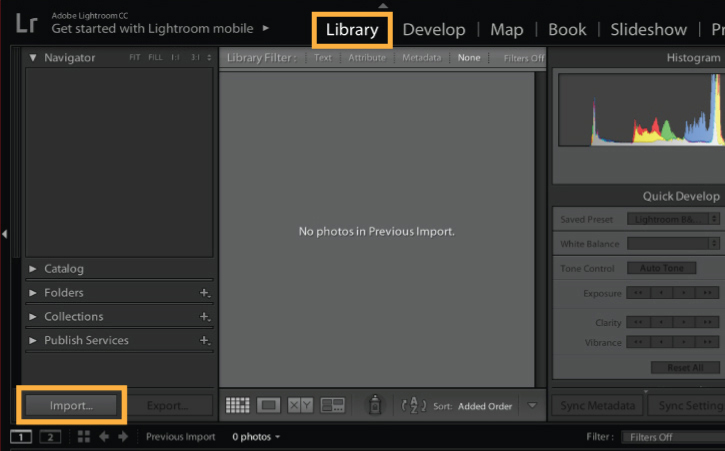 Lr
Adobe Lightroom CC
Get started with Lightroom mobile ▶
Library | Develop | Map | Book | Slideshow | Pr
Navigator FIT FILL 1:1 3:1
Library Filter : Text Attribute Metadata None Filters Off
Histogram
No photos in Previous Import.
Quick Develop
Saved Preset Lightroom B&...
White Balance
Tone Control Auto Tone
Exposure
Clarity
Vibrance
Reset All
Catalog
Folders +
Collections +
Publish Services +
Import...
Export...
XY
Sort: Added Order
Sync Metadata
Sync Setting
1 2 Previous Import 0 photos
Filter : Filters Off